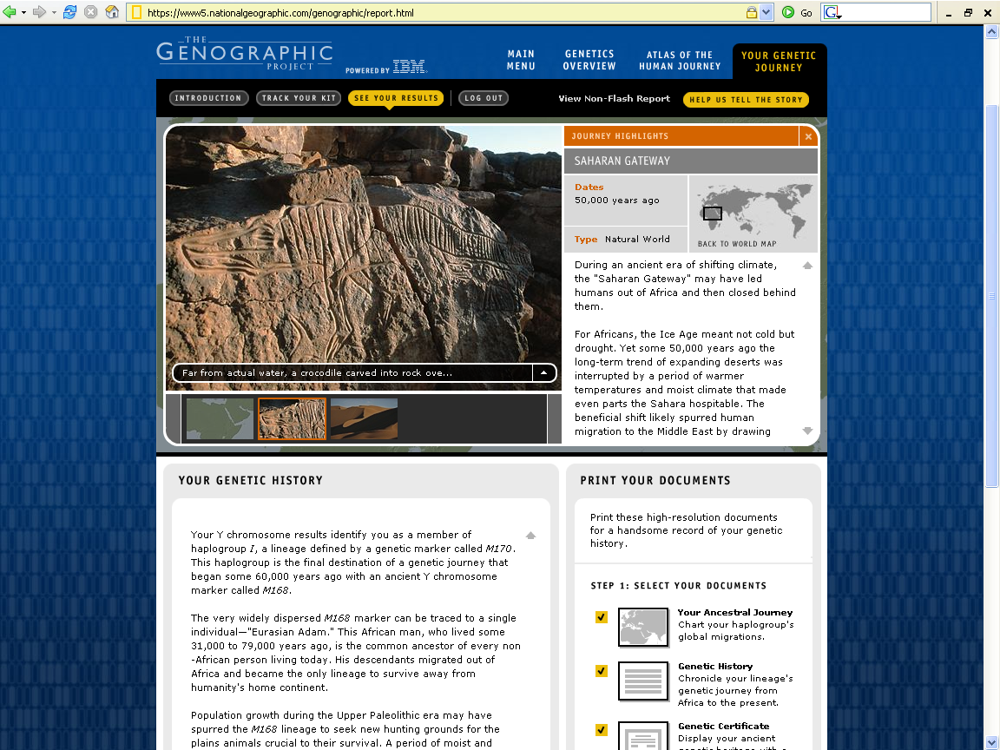 https://www5.nationalgeographic.com/genographic/report.html
Go
G
THE
GENOGRAPHIC
PROJECT
POWERED BY IBM
MAIN MENU
GENETICS OVERVIEW
ATLAS OF THE HUMAN JOURNEY
YOUR GENETIC JOURNEY
INTRODUCTION
TRACK YOUR KIT
SEE YOUR RESULTS
LOG OUT
View Non-Flash Report
HELP US TELL THE STORY
Far from actual water, a crocodile carved into rock ove...
JOURNEY HIGHLIGHTS
SAHARAN GATEWAY
Dates
50,000 years ago
Type Natural World
BACK TO WORLD MAP
During an ancient era of shifting climate,
the "Saharan Gateway" may have led
humans out of Africa and then closed behind
them.
For Africans, the Ice Age meant not cold but
drought. Yet some 50,000 years ago the
long-term trend of expanding deserts was
interrupted by a period of warmer
temperatures and moist climate that made
even parts the Sahara hospitable. The
beneficial shift likely spurred human
migration to the Middle East by drawing
YOUR GENETIC HISTORY
Your Y chromosome results identify you as a member of
haplogroup I, a lineage defined by a genetic marker called M170.
This haplogroup is the final destination of a genetic journey that
began some 60,000 years ago with an ancient Y chromosome
marker called M168.
The very widely dispersed M168 marker can be traced to a single
individual—"Eurasian Adam." This African man, who lived some
31,000 to 79,000 years ago, is the common ancestor of every non
-African person living today. His descendants migrated out of
Africa and became the only lineage to survive away from
humanity's home continent.
Population growth during the Upper Paleolithic era may have
spurred the M168 lineage to seek new hunting grounds for the
plains animals crucial to their survival. A period of moist and
PRINT YOUR DOCUMENTS
Print these high-resolution documents
for a handsome record of your genetic
history.
STEP 1: SELECT YOUR DOCUMENTS
Your Ancestral Journey
Chart your haplogroup's
global migrations.
Genetic History
Chronicle your lineage's
genetic journey from
Africa to the present.
Genetic Certificate
Display your ancient
genetic heritage with a